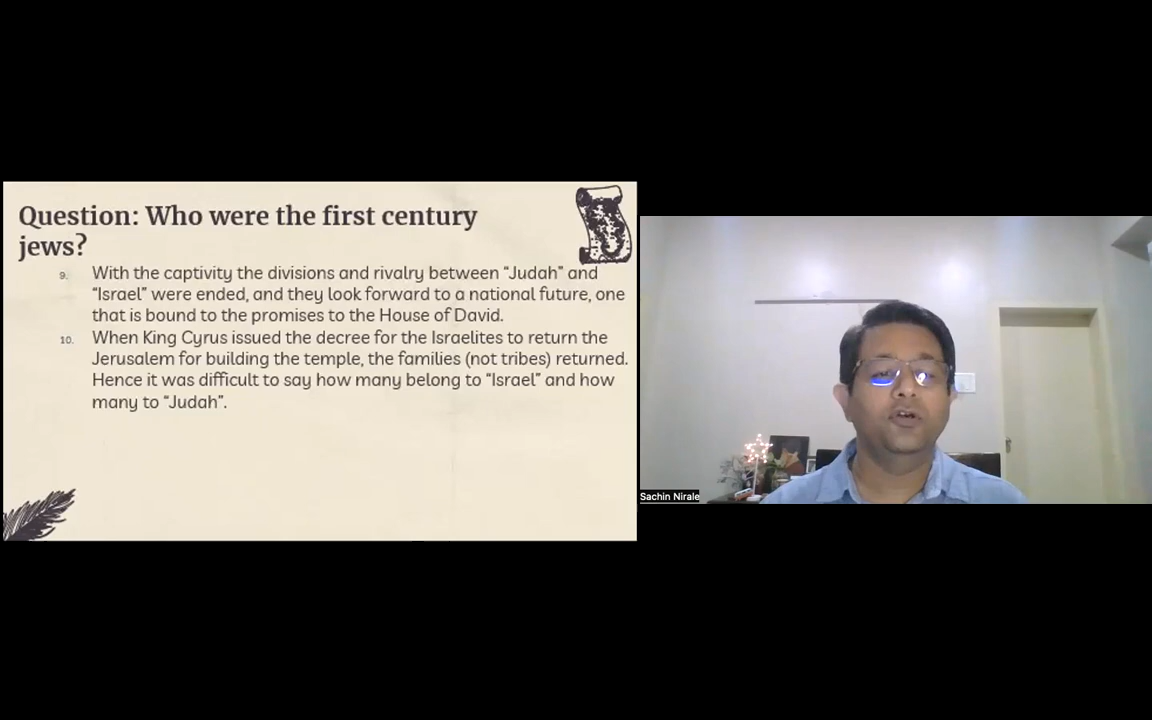 Question: Who were the first century
jews?
9. With the captivity the divisions and rivalry between “Judah” and
“Israel” were ended, and they look forward to a national future, one
that is bound to the promises to the House of David.
10. When King Cyrus issued the decree for the Israelites to return the
Jerusalem for building the temple, the families (not tribes) returned.
Hence it was difficult to say how many belong to “Israel” and how
many to “Judah”.
Sachin Nirale